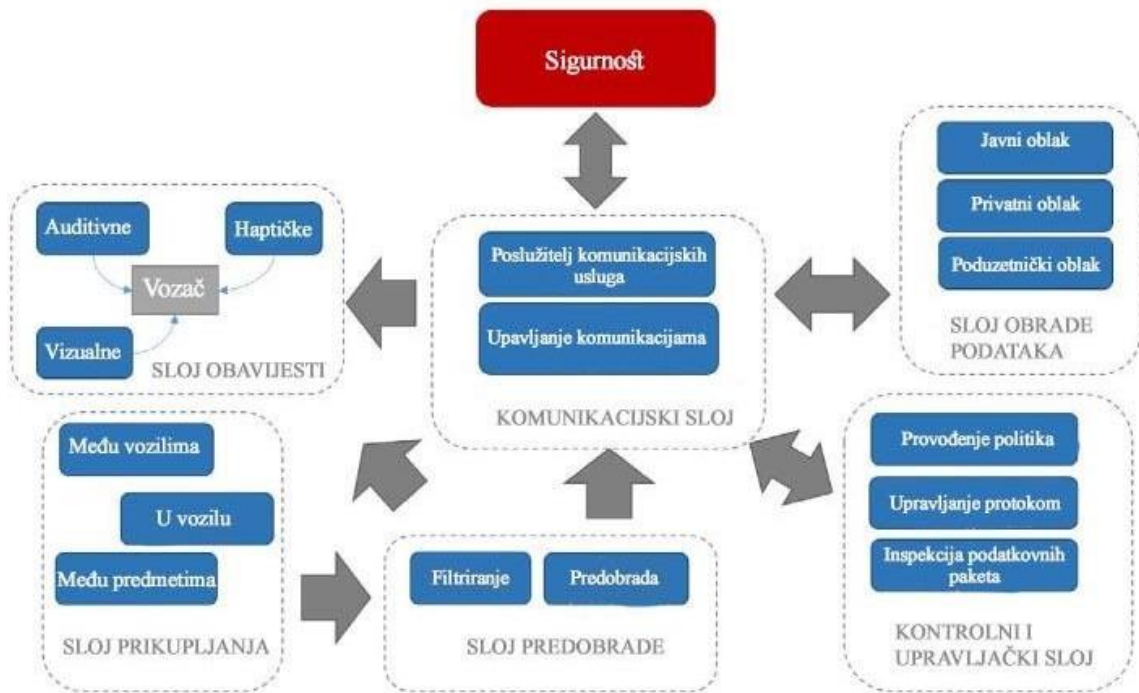 Sigurnost
Auditivne
Haptičke
Vozač
Vizualne
SLOJ OBAVIJESTI
Poslužitelj komunikacijskih
usluga
Upavljanje komunikacijama
KOMUNIKACIJSKI SLOJ
Javni oblak
Privatni oblak
Poduzetnički oblak
SLOJ OBRADE
PODATAKA
Među vozilima
U vozilu
Među predmetima
SLOJ PRIKUPLJANJA
Filtriranje
Predobrada
SLOJ PREDOBRADE
Provođenje politika
Upravljanje protokom
Inspekcija podatkovnih
paketa
KONTROLNI I
UPRAVLJAČKI SLOJ